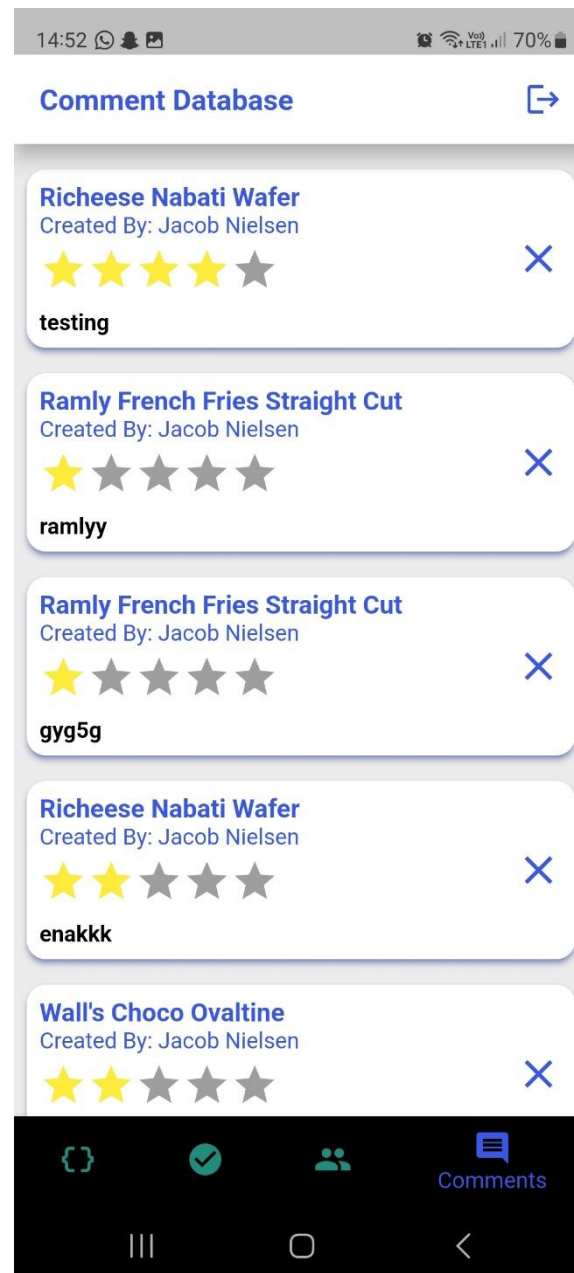 14:52 Vo)) LTE1 70%
Comment Database
Richeese Nabati Wafer
Created By: Jacob Nielsen
testing
Ramly French Fries Straight Cut
Created By: Jacob Nielsen
ramlyy
Ramly French Fries Straight Cut
Created By: Jacob Nielsen
gyg5g
Richeese Nabati Wafer
Created By: Jacob Nielsen
enakkk
Wall's Choco Ovaltine
Created By: Jacob Nielsen
Comments